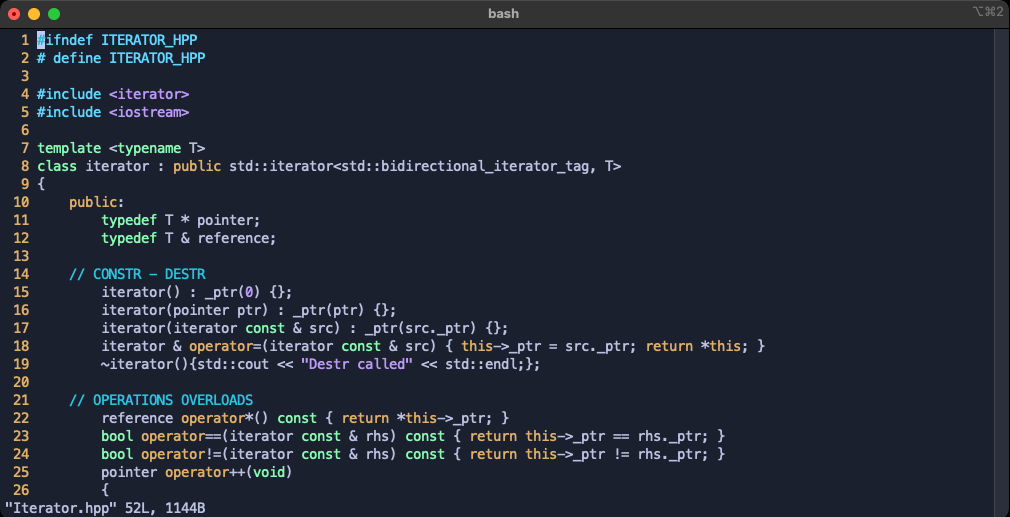 bash
⌥⌘2
1 #ifndef ITERATOR_HPP
2 # define ITERATOR_HPP
3
4 #include <iterator>
5 #include <iostream>
6
7 template <typename T>
8 class iterator : public std::iterator<std::bidirectional_iterator_tag, T>
9 {
10     public:
11         typedef T * pointer;
12         typedef T & reference;
13
14     // CONSTR - DESTR
15         iterator() : _ptr(0) {};
16         iterator(pointer ptr) : _ptr(ptr) {};
17         iterator(iterator const & src) : _ptr(src._ptr) {};
18         iterator & operator=(iterator const & src) { this->_ptr = src._ptr; return *this; }
19         ~iterator(){std::cout << "Destr called" << std::endl;};
20
21     // OPERATIONS OVERLOADS
22         reference operator*() const { return *this->_ptr; }
23         bool operator==(iterator const & rhs) const { return this->_ptr == rhs._ptr; }
24         bool operator!=(iterator const & rhs) const { return this->_ptr != rhs._ptr; }
25         pointer operator++(void)
26         {
"Iterator.hpp" 52L, 1144B